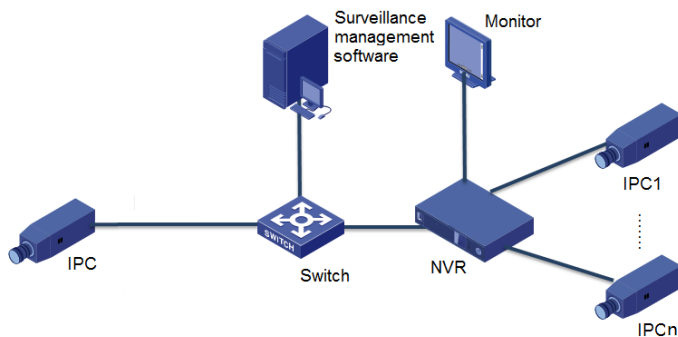 Surveillance
management
software
Monitor
IPC1
IPC
SWITCH
Switch
NVR
IPCn